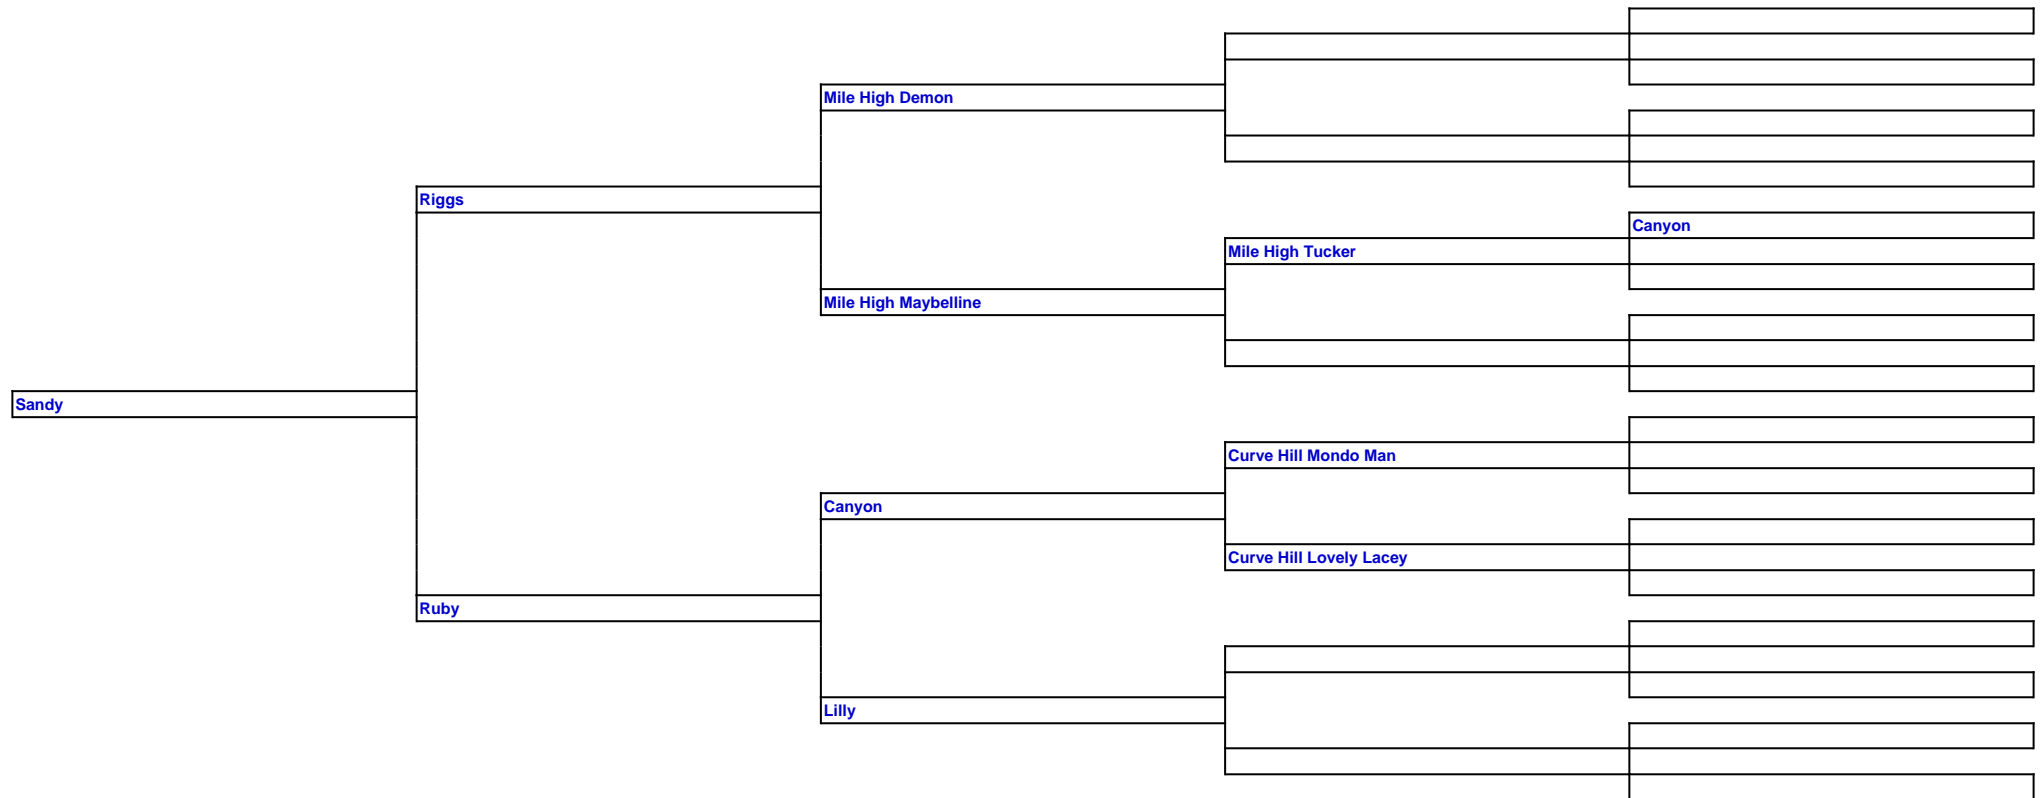 Mile High Demon
Riggs
Canyon
Mile High Tucker
Mile High Maybelline
Sandy
Curve Hill Mondo Man
Canyon
Curve Hill Lovely Lacey
Ruby
Lilly